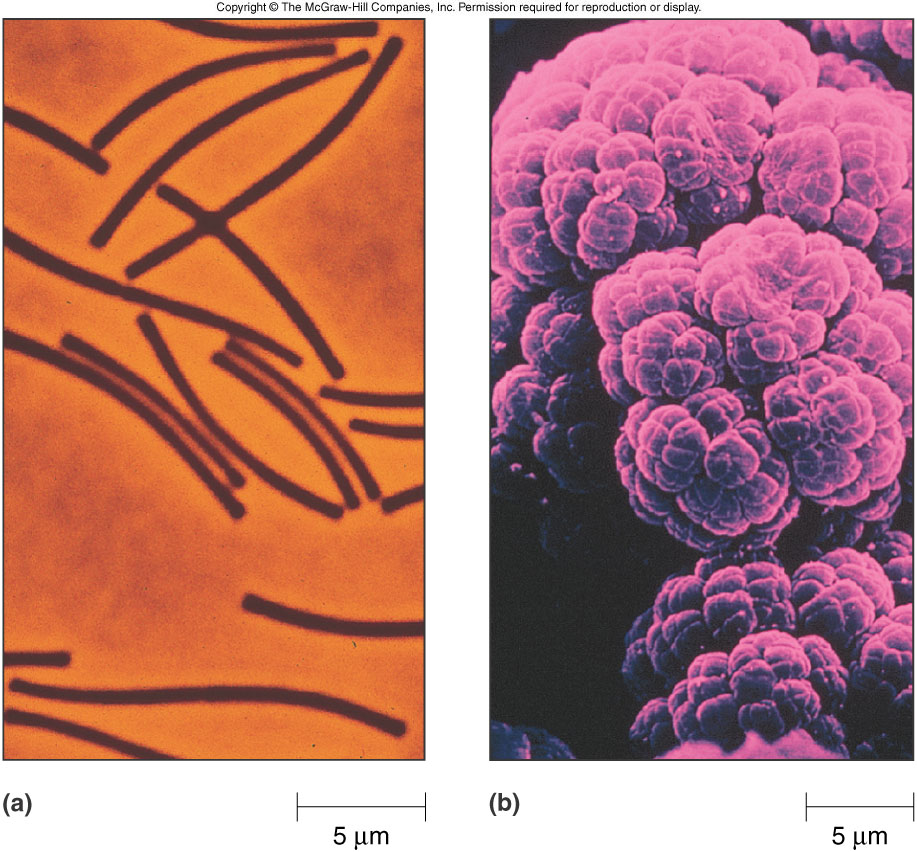 Copyright © The McGraw-Hill Companies, Inc. Permission required for reproduction or display.
(a)
5 μm
(b)
5 μm